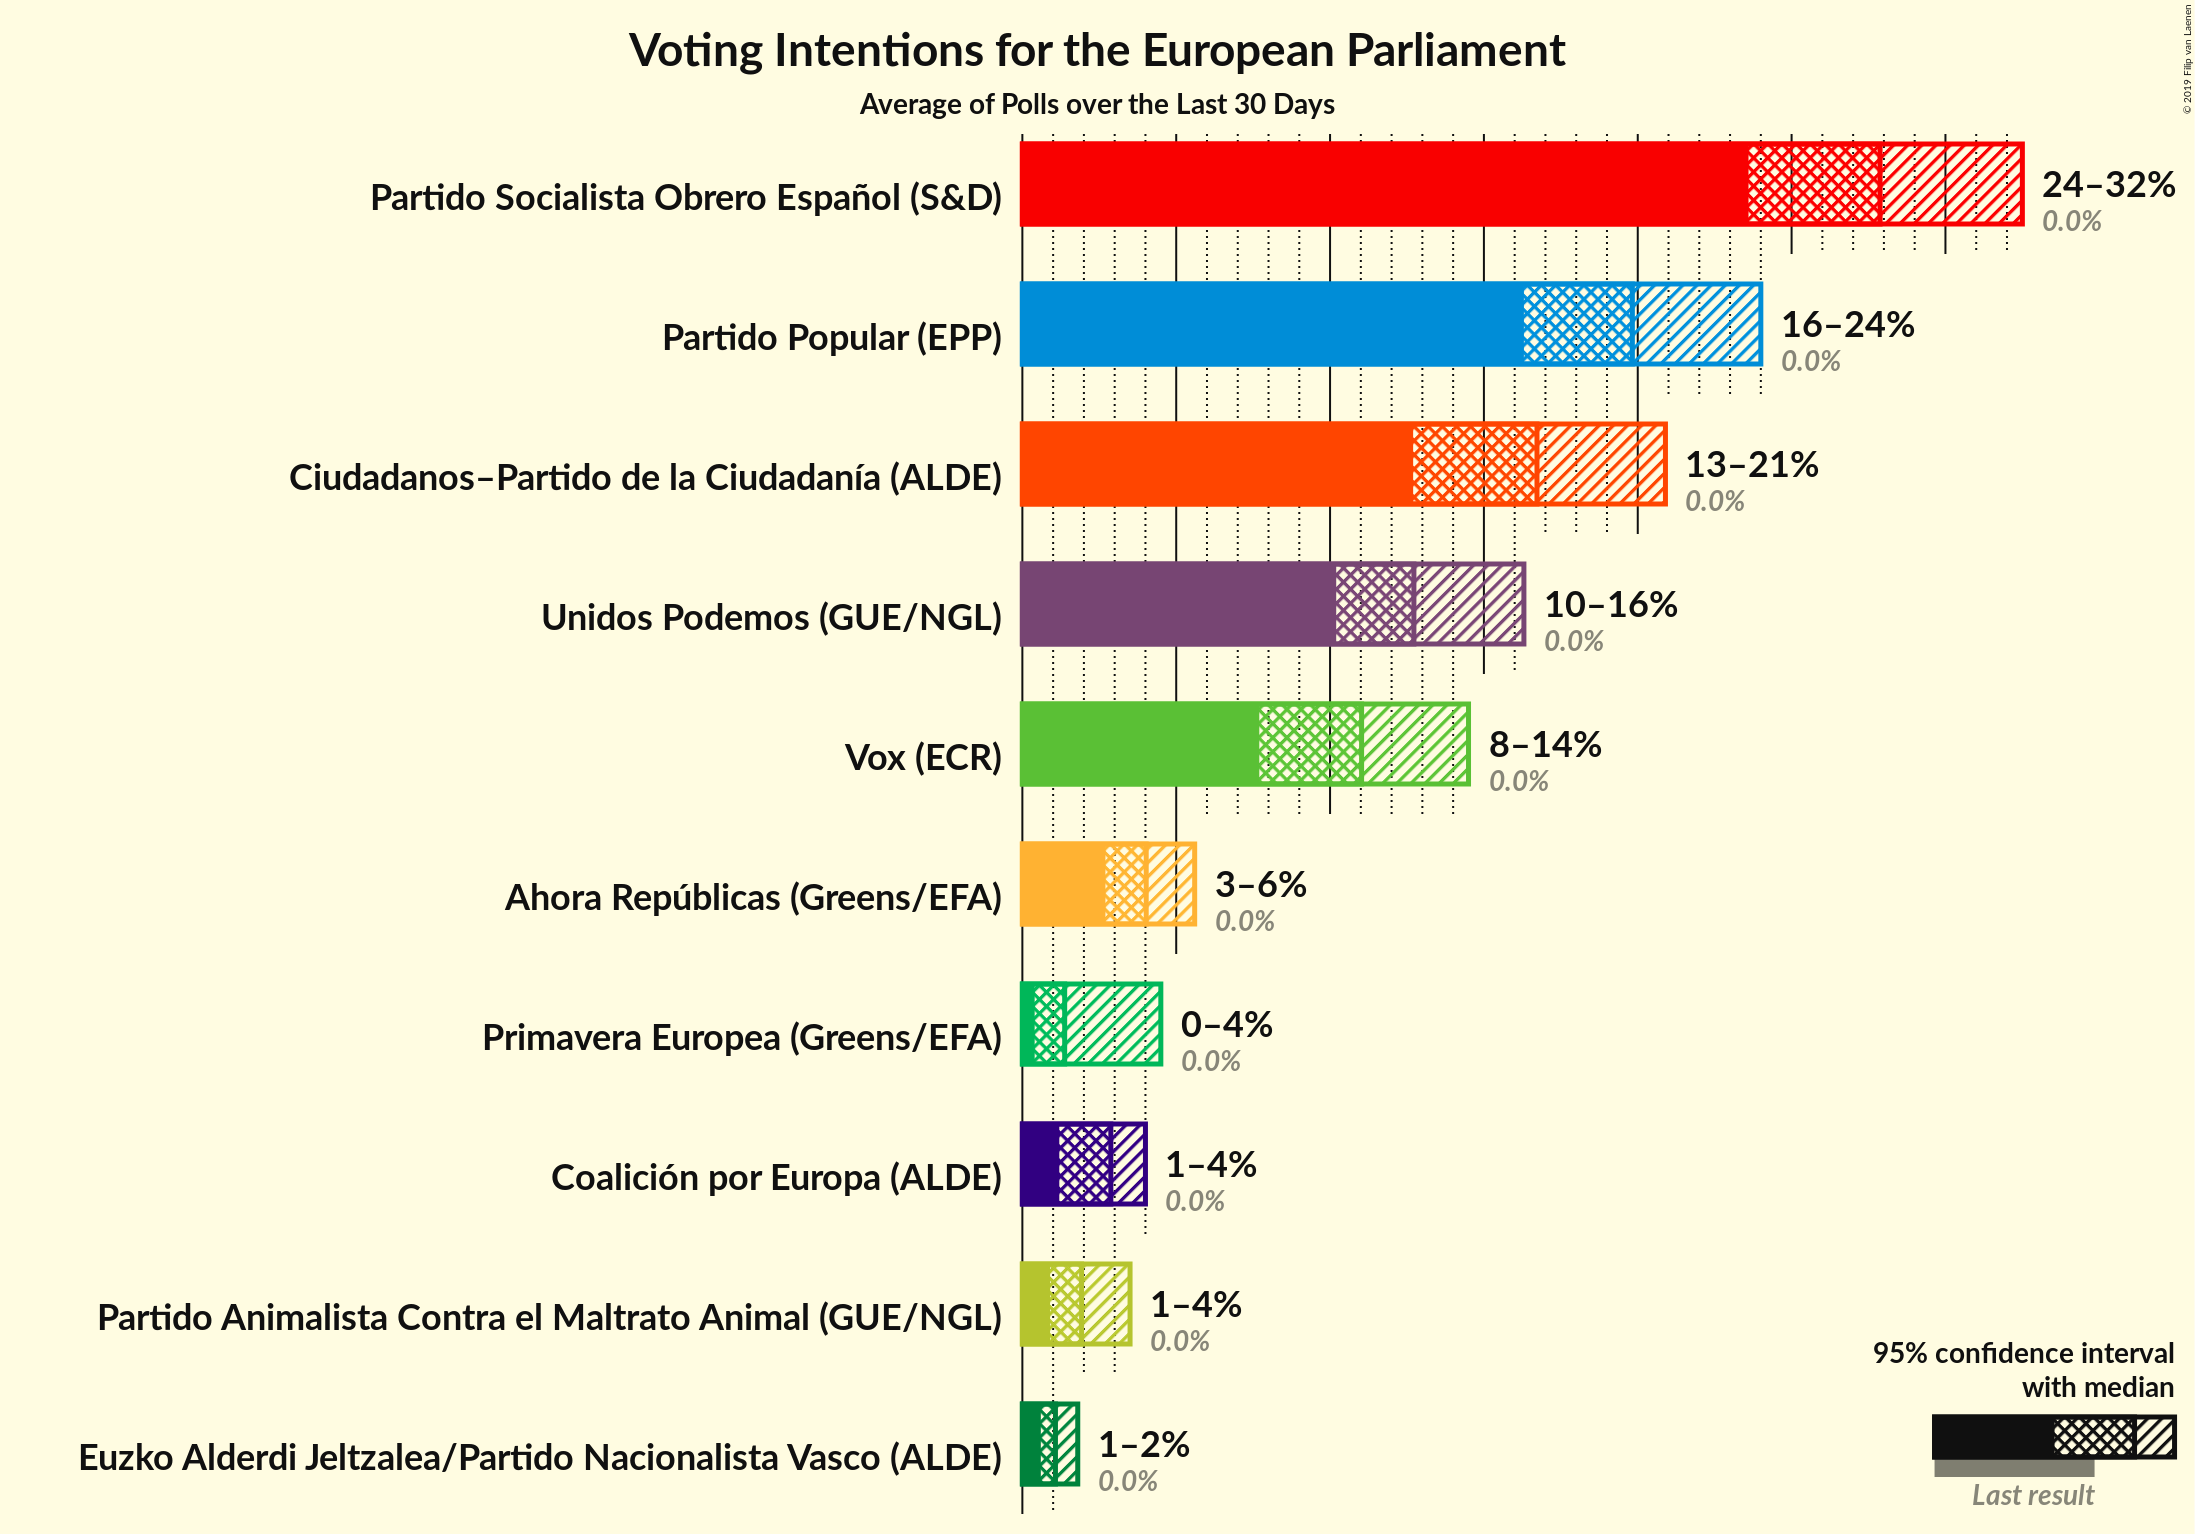 Voting Intentions for the European Parliament
Average of Polls over the Last 30 Days
© 2019 Filip van Laenen
Partido Socialista Obrero Español (S&D)
24–32%
0.0%
Partido Popular (EPP)
16–24%
0.0%
Ciudadanos–Partido de la Ciudadanía (ALDE)
13–21%
0.0%
Unidos Podemos (GUE/NGL)
10–16%
0.0%
Vox (ECR)
8–14%
0.0%
Ahora Repúblicas (Greens/EFA)
3–6%
0.0%
Primavera Europea (Greens/EFA)
0–4%
0.0%
Coalición por Europa (ALDE)
1–4%
0.0%
Partido Animalista Contra el Maltrato Animal (GUE/NGL)
1–4%
0.0%
Euzko Alderdi Jeltzalea/Partido Nacionalista Vasco (ALDE)
1–2%
0.0%
95% confidence interval
with median
Last result